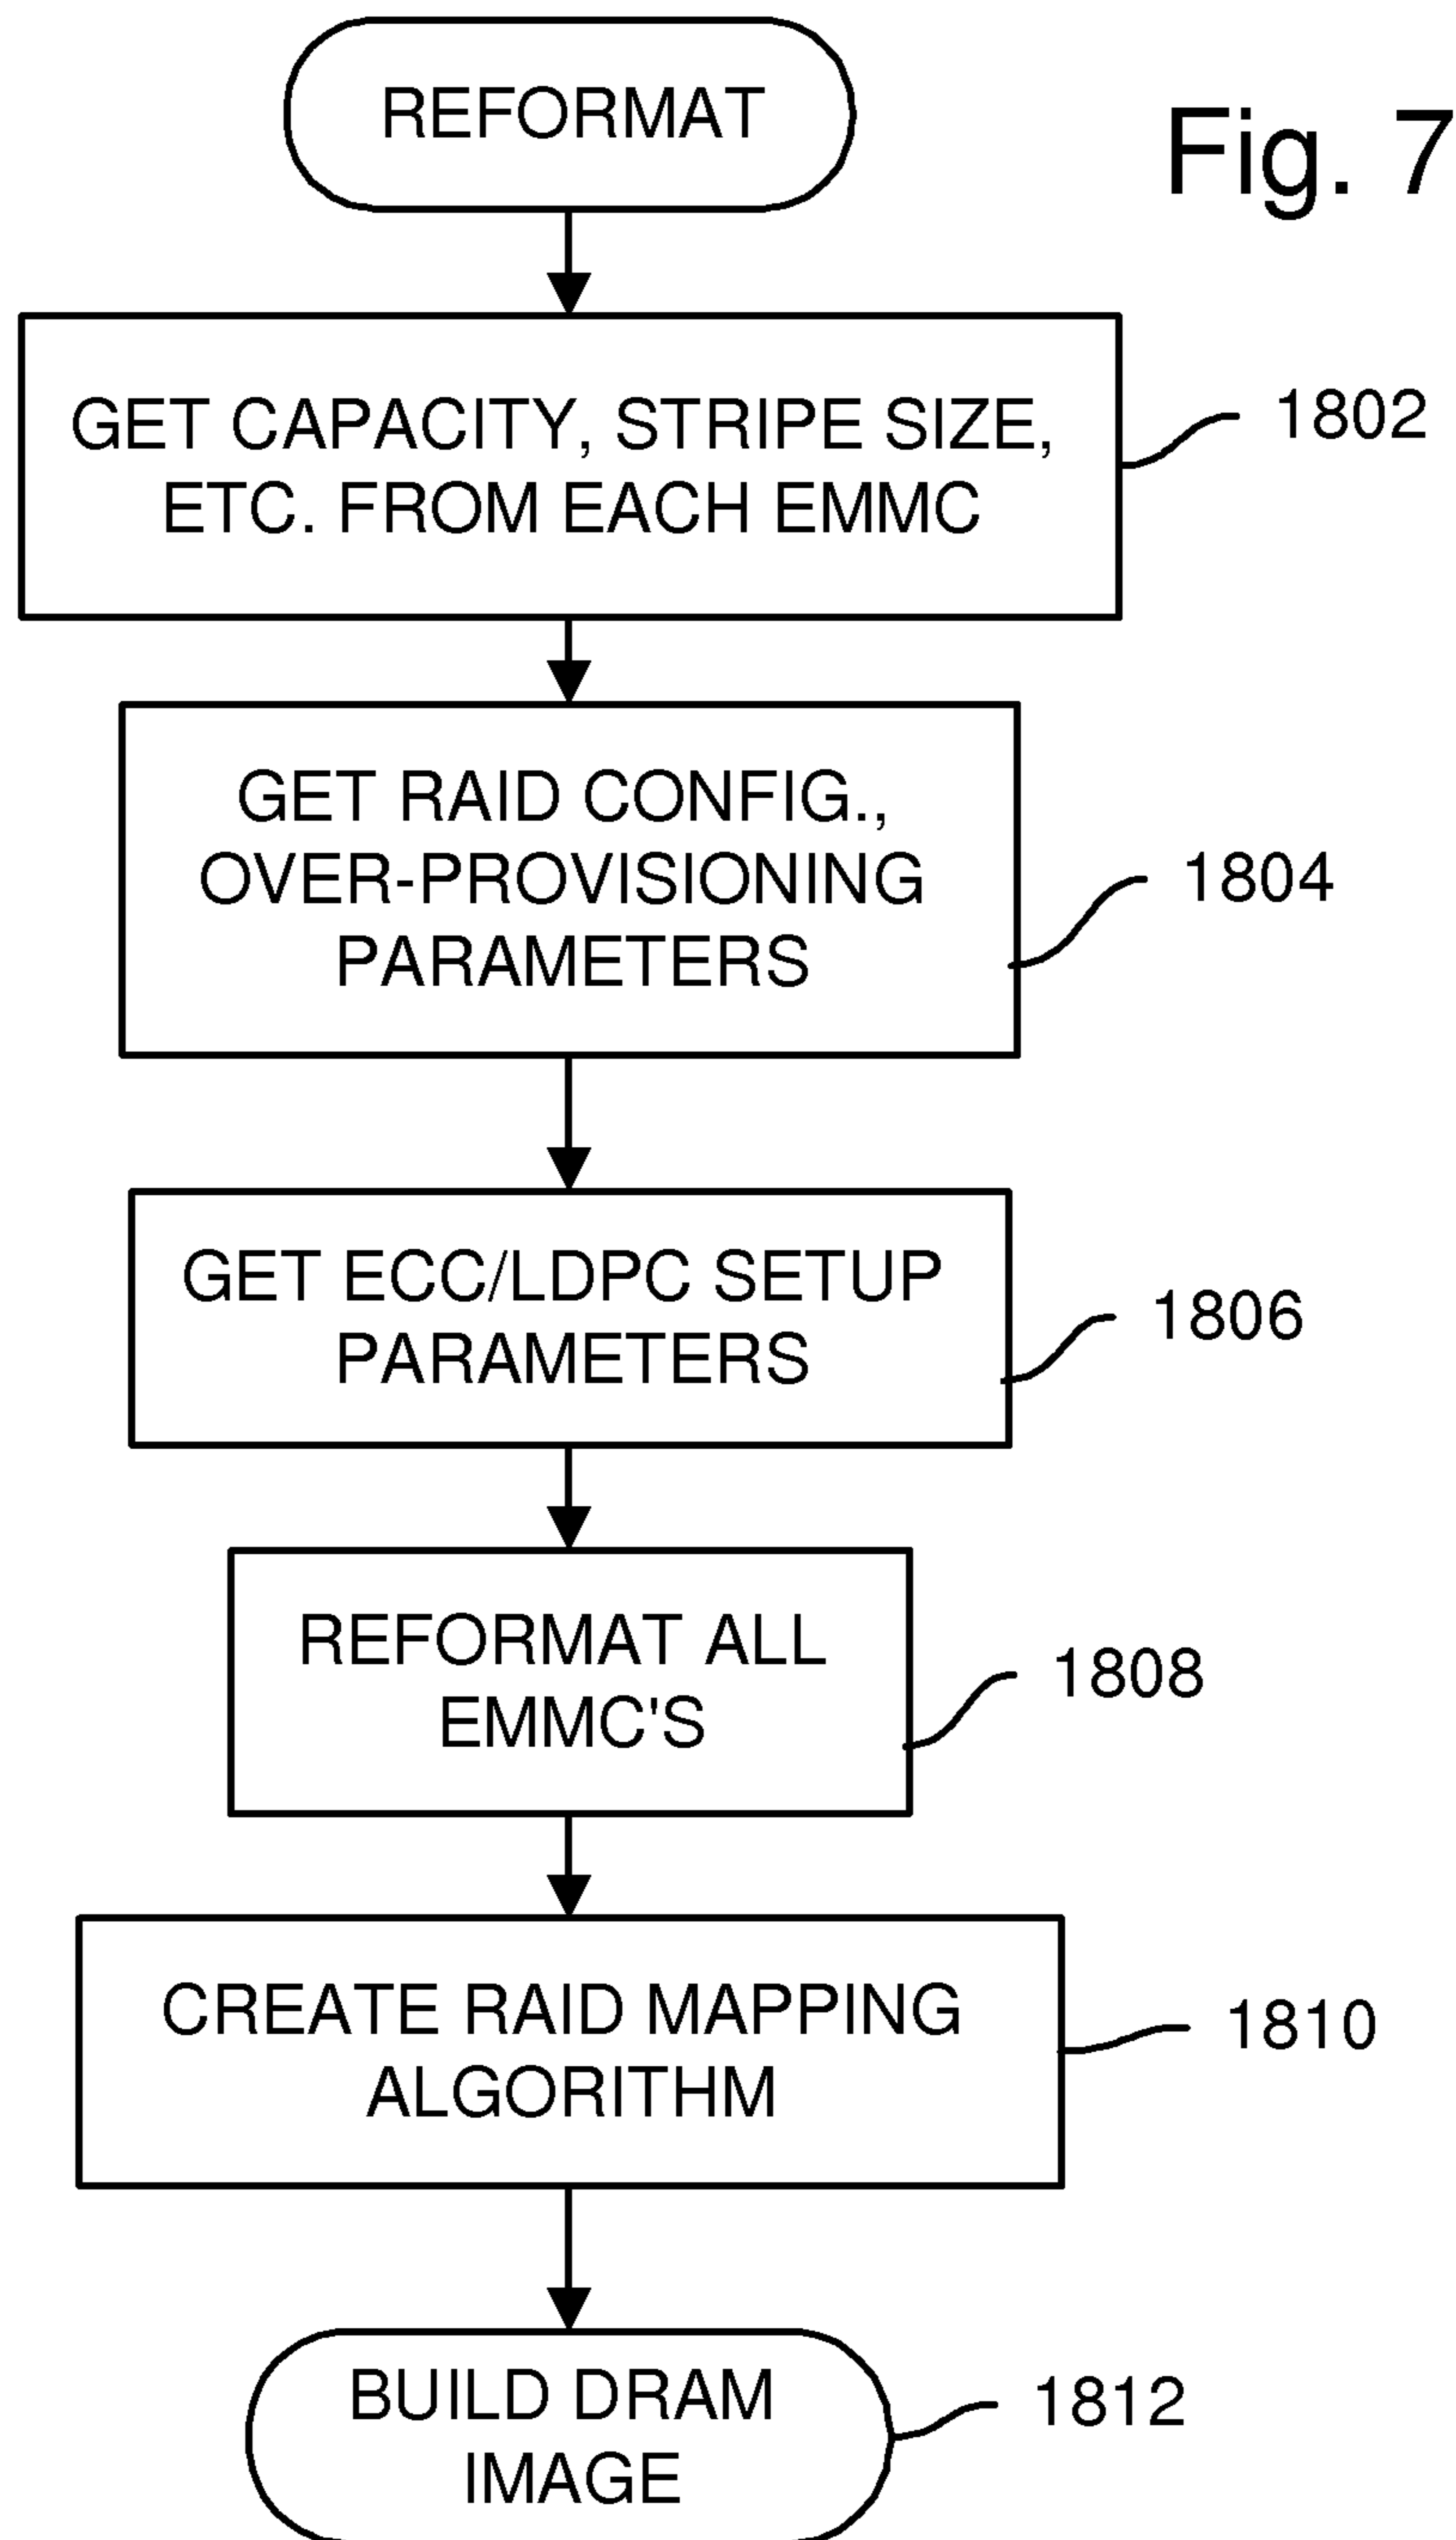 REFORMAT
Fig. 7
GET CAPACITY, STRIPE SIZE,
ETC. FROM EACH EMMC
1802
GET RAID CONFIG.,
OVER-PROVISIONING
PARAMETERS
1804
GET ECC/LDPC SETUP
PARAMETERS
1806
REFORMAT ALL
EMMC'S
1808
CREATE RAID MAPPING
ALGORITHM
1810
BUILD DRAM
IMAGE
1812